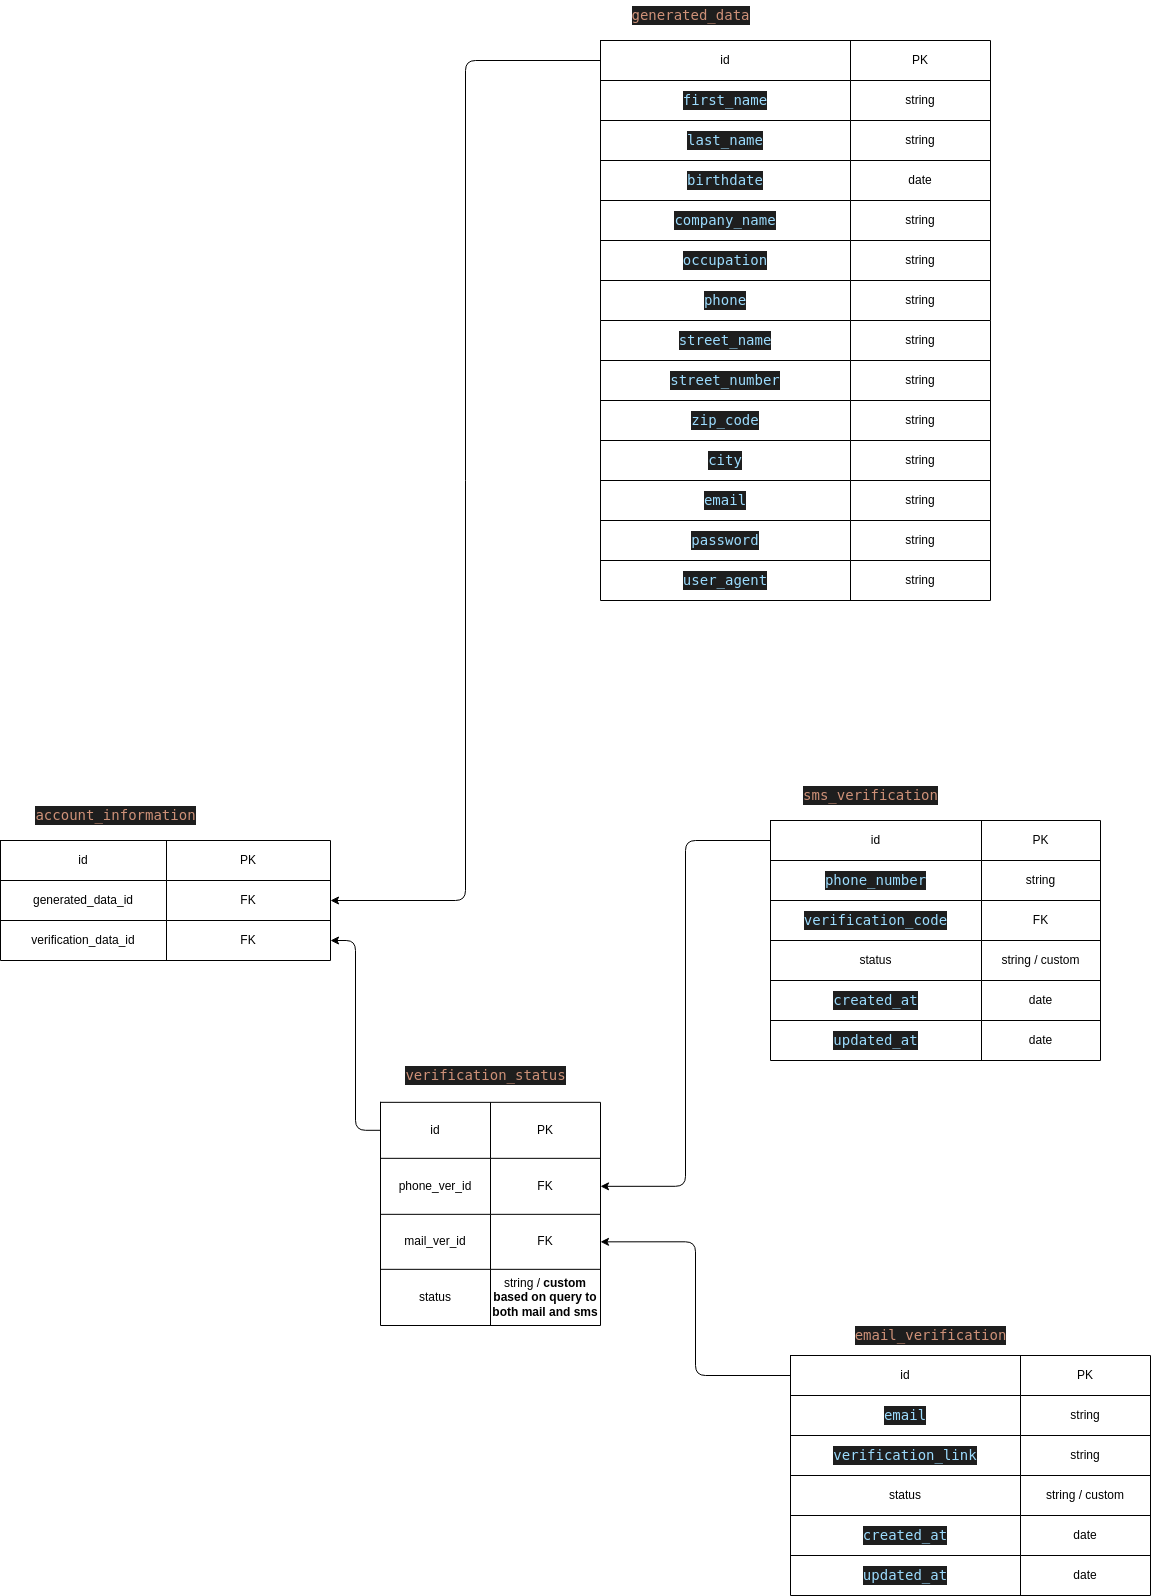 generated_data
id PK
first_name string
last_name string
birthdate date
company_name string
occupation string
phone string
street_name string
street_number string
zip_code string
city string
email string
password string
user_agent string
account_information
id PK
generated_data_id FK
verification_data_id FK
sms_verification
id PK
phone_number string
verification_code FK
status string / custom
created_at date
updated_at date
verification_status
id PK
phone_ver_id FK
mail_ver_id FK
status
string / custom
based on query to
both mail and sms
email_verification
id PK
email string
verification_link string
status string / custom
created_at date
updated_at date